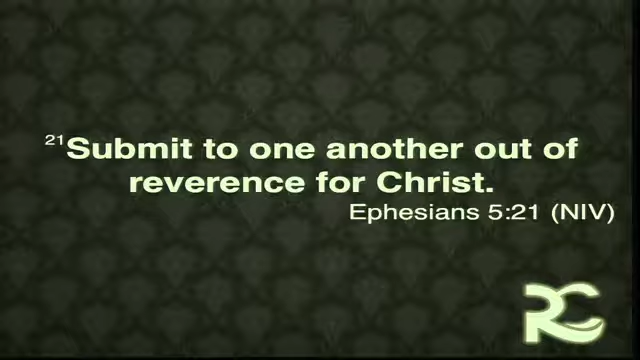 21Submit to one another out of
reverence for Christ.
Ephesians 5:21 (NIV)
RC